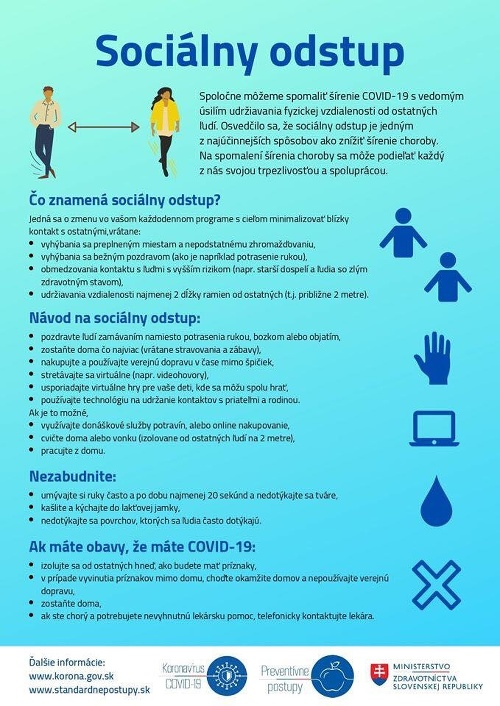 Sociálny odstup
Spoločne môžeme spomaliť šírenie COVID-19 s vedomým
úsilím udržiavania fyzickej vzdialenosti od ostatných
ľudí. Osvedčilo sa, že sociálny odstup je jedným
z najúčinnejších spôsobov ako znížiť šírenie choroby.
Na spomalení šírenia choroby sa môže podieľať každý
z nás svojou trpezlivosťou a spoluprácou.
Čo znamená sociálny odstup?
Jedná sa o zmenu vo vašom každodennom programe s cieľom minimalizovať blízky
kontakt s ostatnými,vrátane:
• vyhýbania sa preplneným miestam a nepodstatnému zhromažďovaniu,
• vyhýbania sa bežným pozdravom (ako je napríklad potrasenie rukou),
• obmedzovania kontaktu s ľuďmi s vyšším rizikom (napr. starší dospelí a ľudia so zlým
zdravotným stavom),
• udržiavania vzdialenosti najmenej 2 dĺžky ramien od ostatných (t.j. približne 2 metre).
Návod na sociálny odstup:
• pozdravte ľudí zamávaním namiesto potrasenia rukou, bozkom alebo objatím,
• zostaňte doma čo najviac (vrátane stravovania a zábavy),
• nakupujte a používajte verejnú dopravu v čase mimo špičiek,
• stretávajte sa virtuálne (napr. videohovory),
• usporiadajte virtuálne hry pre vaše deti, kde sa môžu spolu hrať,
• používajte technológiu na udržanie kontaktov s priateľmi a rodinou.
Ak je to možné,
• využívajte donáškové služby potravín, alebo online nakupovanie,
• cvičte doma alebo vonku (izolovane od ostatných ľudí na 2 metre),
• pracujte z domu.
Nezabudnite:
• umývajte si ruky často a po dobu najmenej 20 sekúnd a nedotýkajte sa tváre,
• kašlite a kýchajte do lakťovej jamky,
• nedotýkajte sa povrchov, ktorých sa ľudia často dotýkajú.
Ak máte obavy, že máte COVID-19:
• izolujte sa od ostatných hneď, ako budete mať príznaky,
• v prípade vyvinutia príznakov mimo domu, choďte okamžite domov a nepoužívajte verejnú
dopravu,
• zostaňte doma,
• ak ste chorý a potrebujete nevyhnutnú lekársku pomoc, telefonicky kontaktujte lekára.
Ďalšie informácie:
www.korona.gov.sk
www.standardnepostupy.sk
Koronavírus
COVID-19
Preventívne
postupy
MINISTERSTVO
ZDRAVOTNÍCTVA
SLOVENSKEJ REPUBLIKY